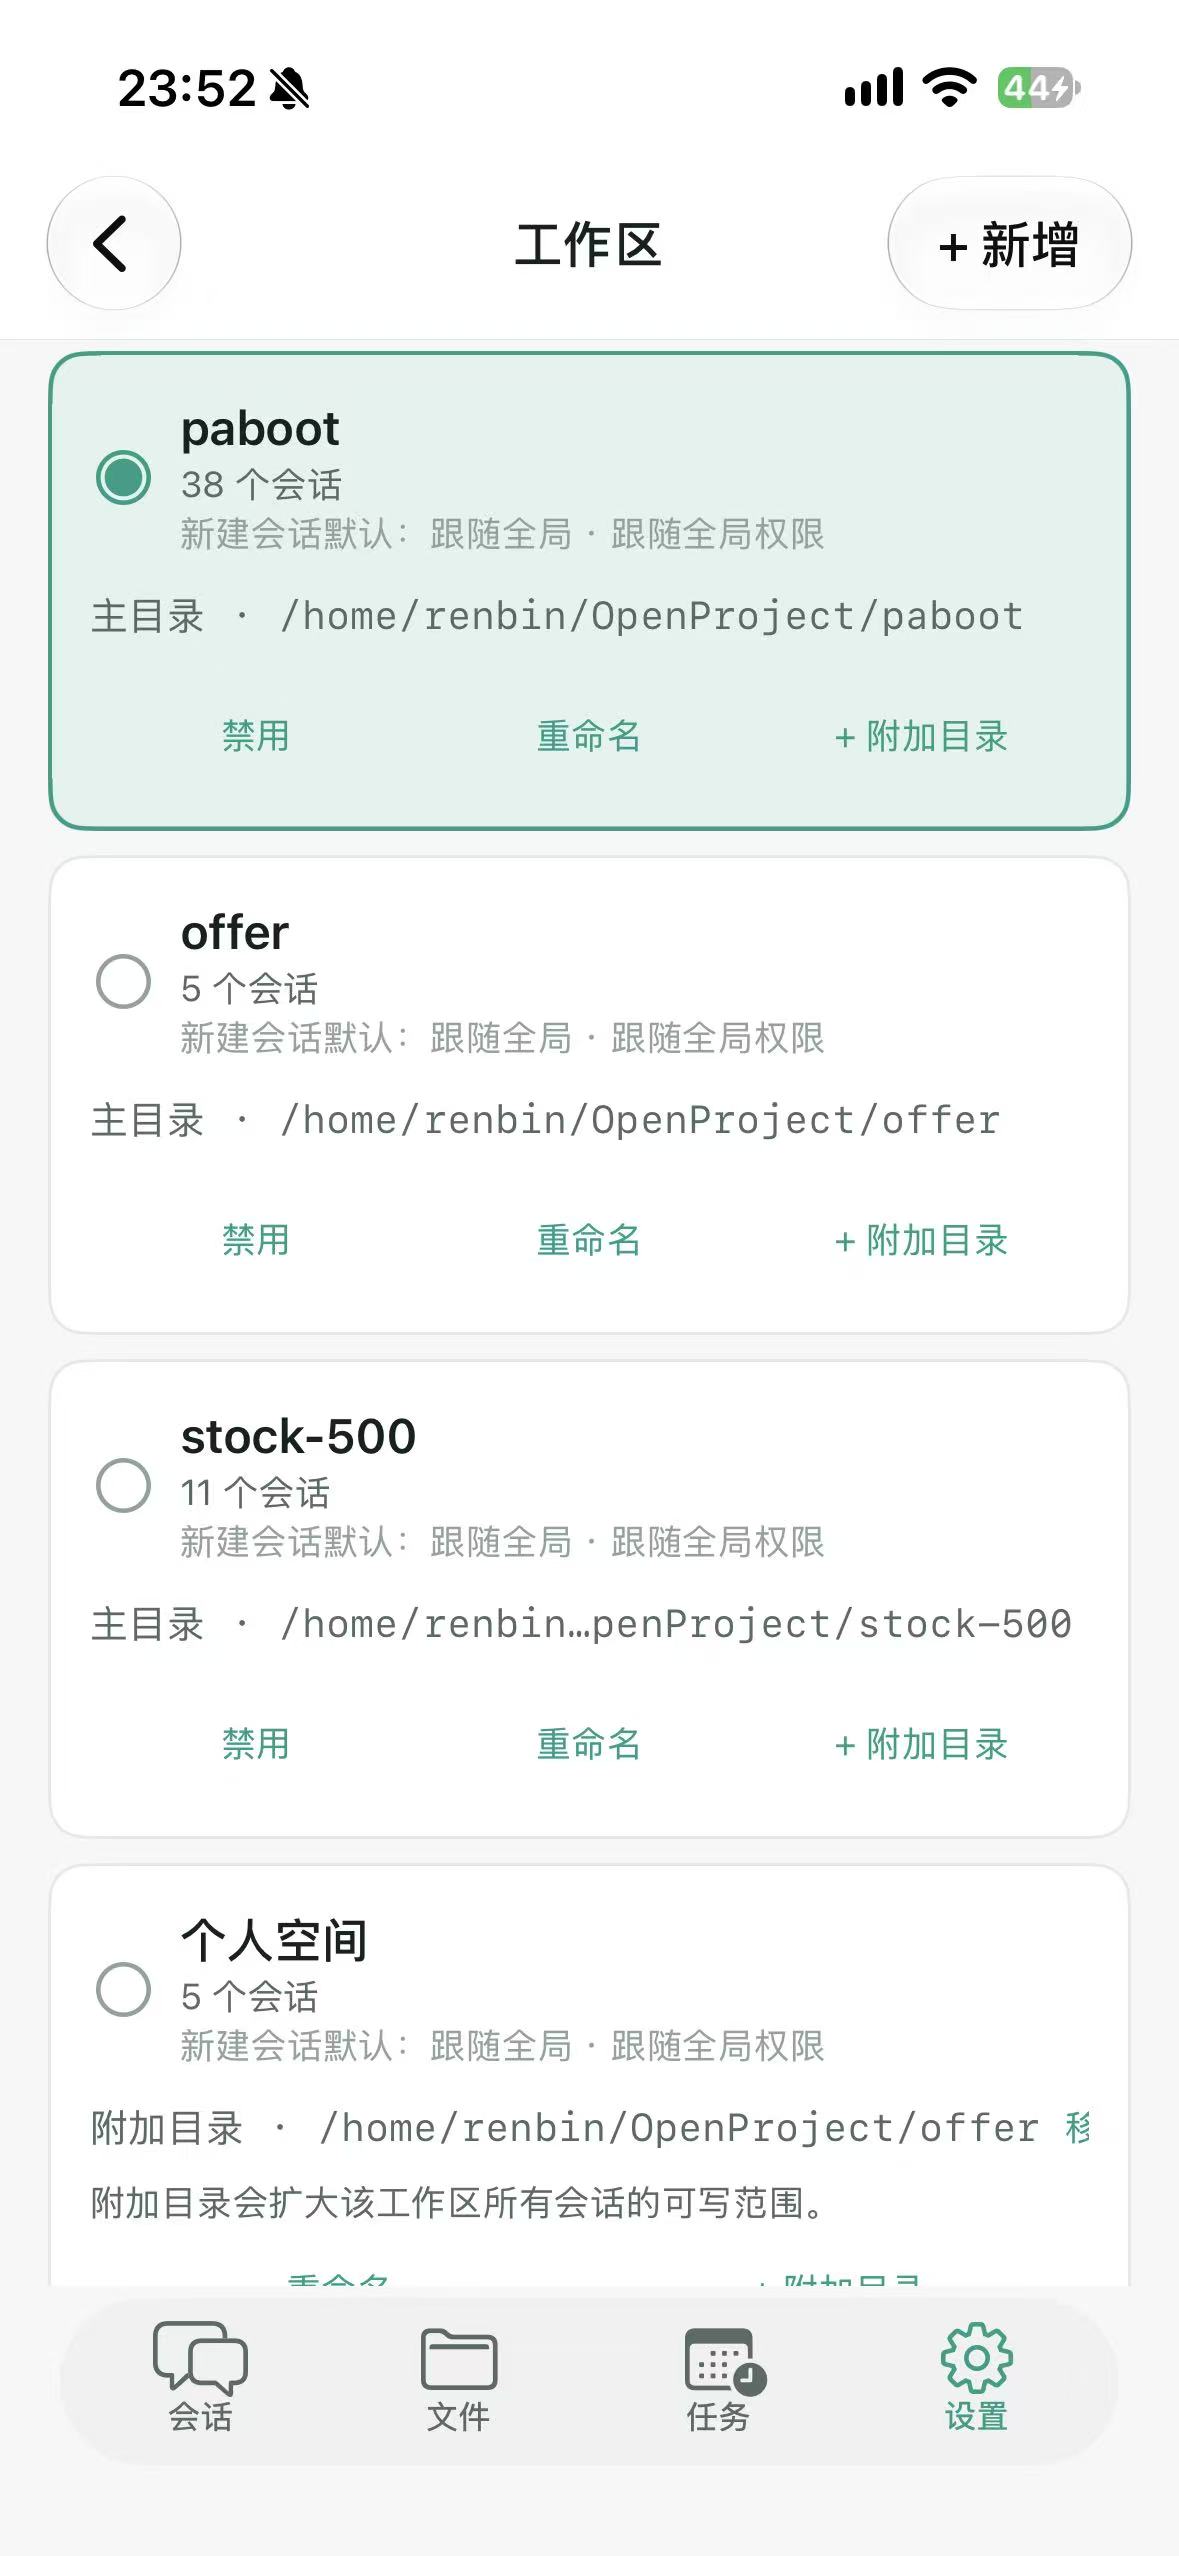 23:52
44
工作区
+ 新增
paboot
38 个会话
新建会话默认：跟随全局 · 跟随全局权限
主目录 · /home/renbin/OpenProject/paboot
禁用 重命名 + 附加目录
offer
5 个会话
新建会话默认：跟随全局 · 跟随全局权限
主目录 · /home/renbin/OpenProject/offer
禁用 重命名 + 附加目录
stock-500
11 个会话
新建会话默认：跟随全局 · 跟随全局权限
主目录 · /home/renbin…penProject/stock-500
禁用 重命名 + 附加目录
个人空间
5 个会话
新建会话默认：跟随全局 · 跟随全局权限
附加目录 · /home/renbin/OpenProject/offer
附加目录会扩大该工作区所有会话的可写范围。
重命名 + 附加目录
会话 文件 任务 设置